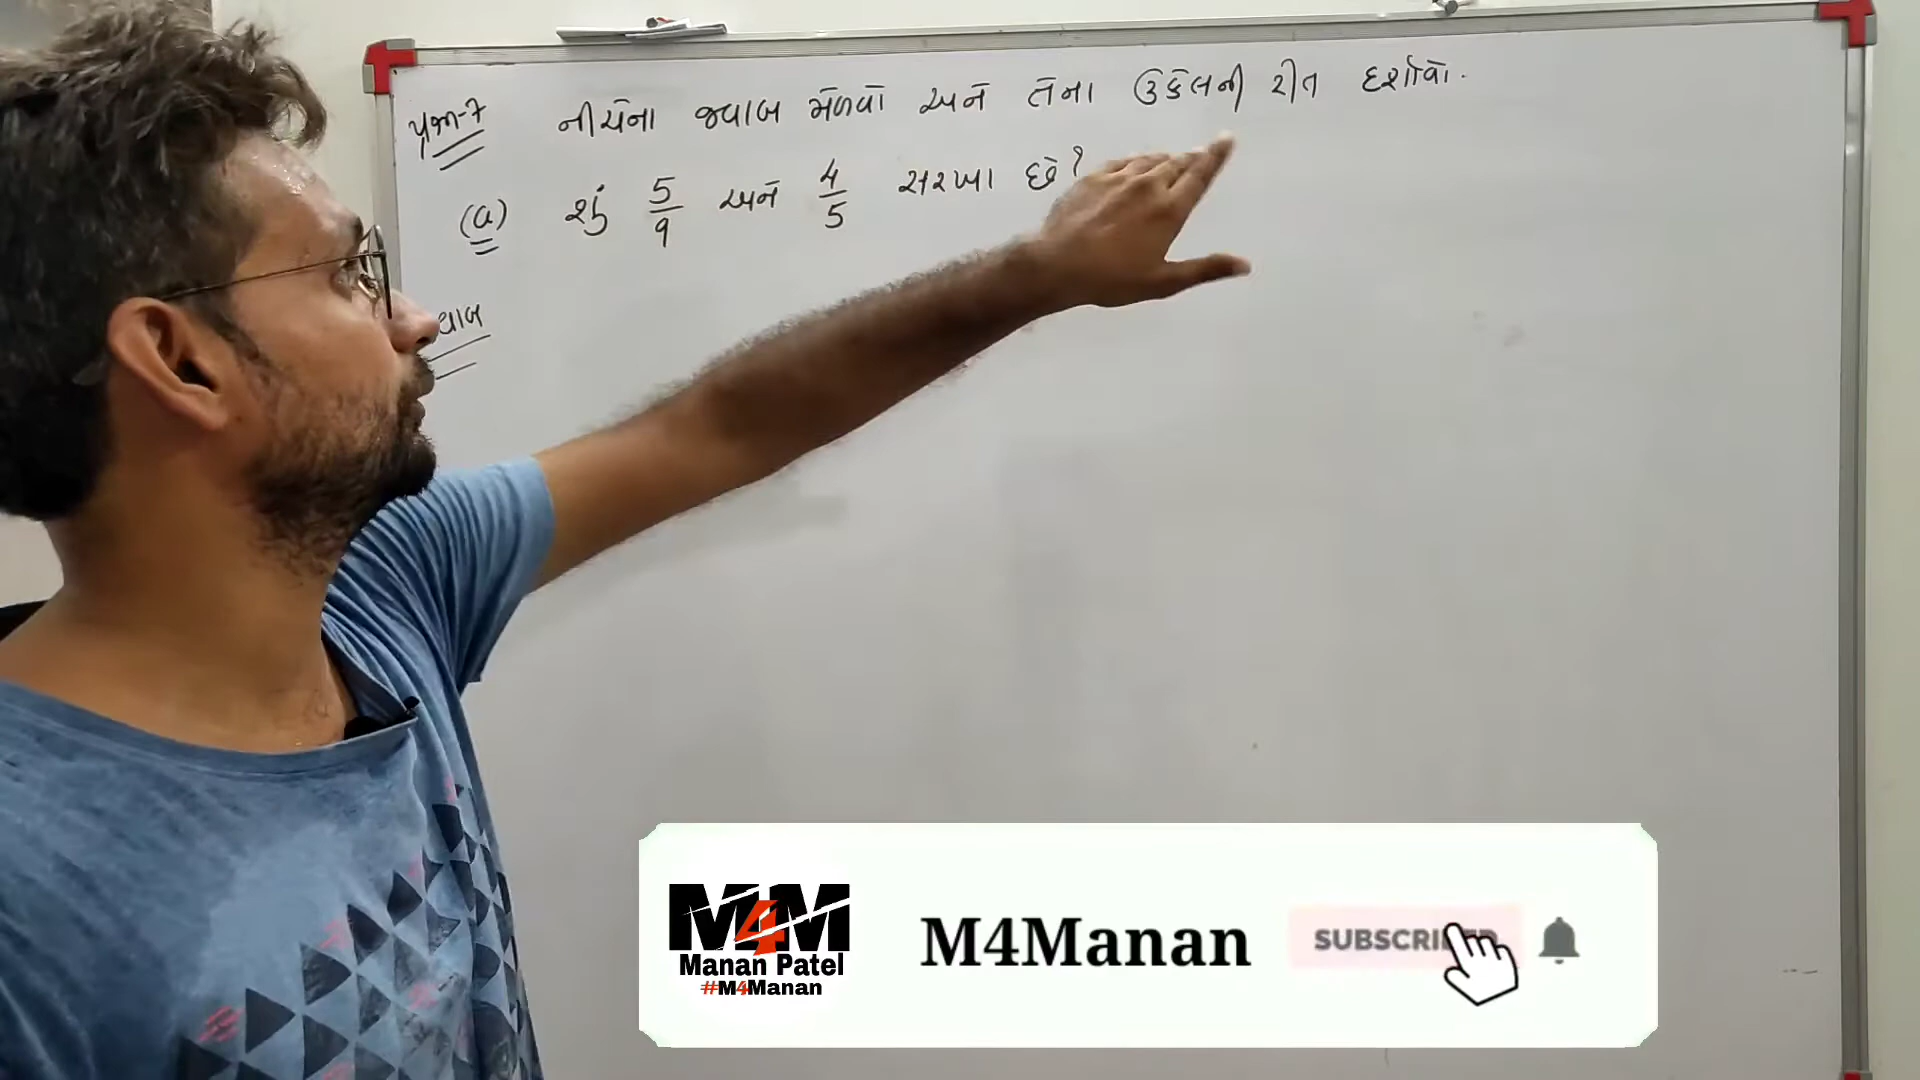 પ્રશ્ન-7 નીચેના જવાબ મેળવો અને તેના ઉકેલની રીત દર્શાવો.
(a) શું 5/9 અને 4/5 સરખા છે?
વાબ
M4M
Manan Patel
#M4Manan
M4Manan
SUBSCRIBED